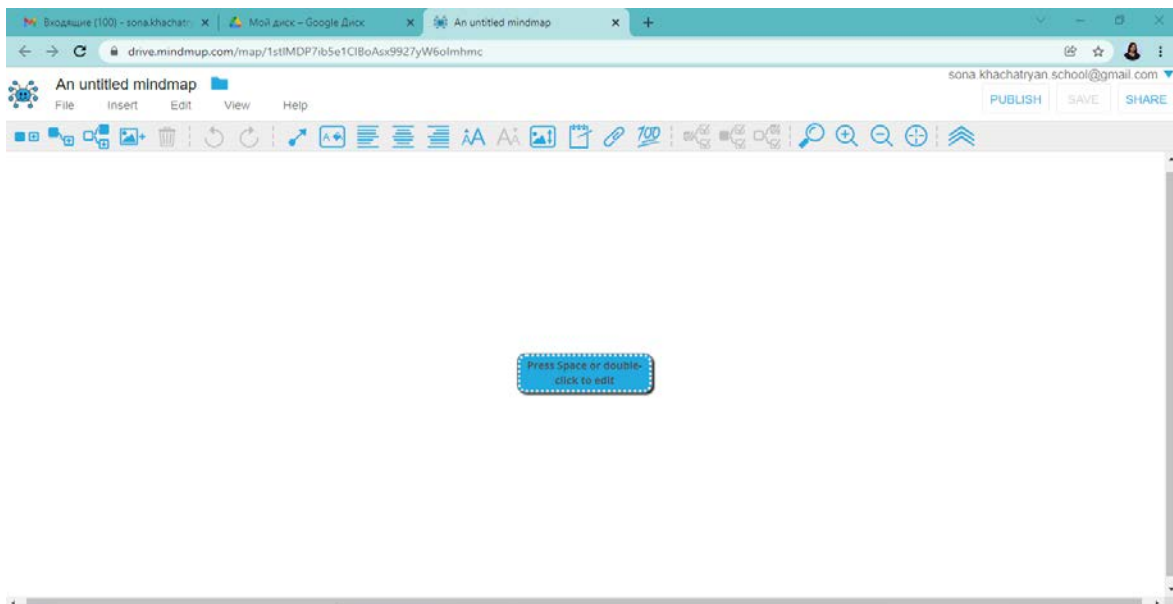 Входящие (100) - sona.khachatr
Мой диск – Google Диск
An untitled mindmap
drive.mindmup.com/map/1stIMDP7ib5e1CIBoAsx9927yW6olmhmc
An untitled mindmap
sona.khachatryan.school@gmail.com
File Insert Edit View Help
PUBLISH SAVE SHARE
100
Press Space or double-
click to edit